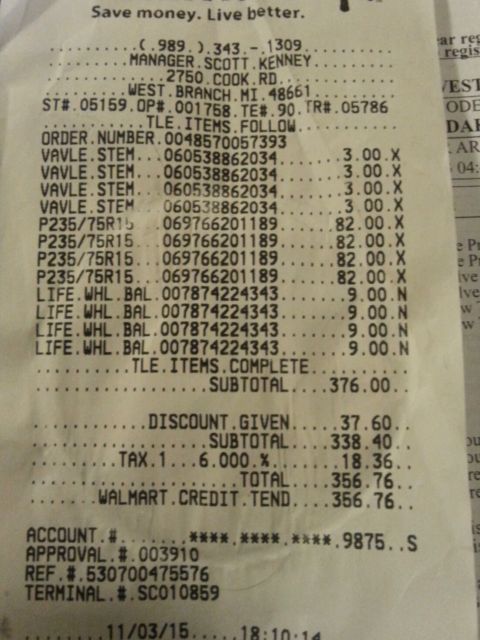 Save money. Live better.
..........(.989.).343.-.1309..........
.........MANAGER.SCOTT.KENNEY.........
.............2750.COOK.RD.............
.........WEST.BRANCH.MI.48661.........
ST#.05159.OP#.001758.TE#.90.TR#.05786
...........TLE.ITEMS.FOLLOW...........
ORDER.NUMBER.0048570057393
VAVLE.STEM...060538862034.......3.00.X
VAVLE.STEM...060538862034.......3.00.X
VAVLE.STEM...060538862034.......3.00.X
VAVLE.STEM...060538862034.......3.00.X
P235/75R15...069766201189......82.00.X
P235/75R15...069766201189......82.00.X
P235/75R15...069766201189......82.00.X
P235/75R15...069766201189......82.00.X
LIFE.WHL.BAL.007874224343.......9.00.N
LIFE.WHL.BAL.007874224343.......9.00.N
LIFE.WHL.BAL.007874224343.......9.00.N
LIFE.WHL.BAL.007874224343.......9.00.N
..........TLE.ITEMS.COMPLETE..........
..................SUBTOTAL....376.00..
............DISCOUNT.GIVEN.....37.60..
..................SUBTOTAL....338.40..
.........TAX.1...6.000.%.......18.36..
.....................TOTAL....356.76..
.......WALMART.CREDIT.TEND....356.76..
ACCOUNT.#.......****.****.****.9875..S
APPROVAL.#.003910
REF.#.530700475576
TERMINAL.#.SC010859
........11/03/15.....18:10:14